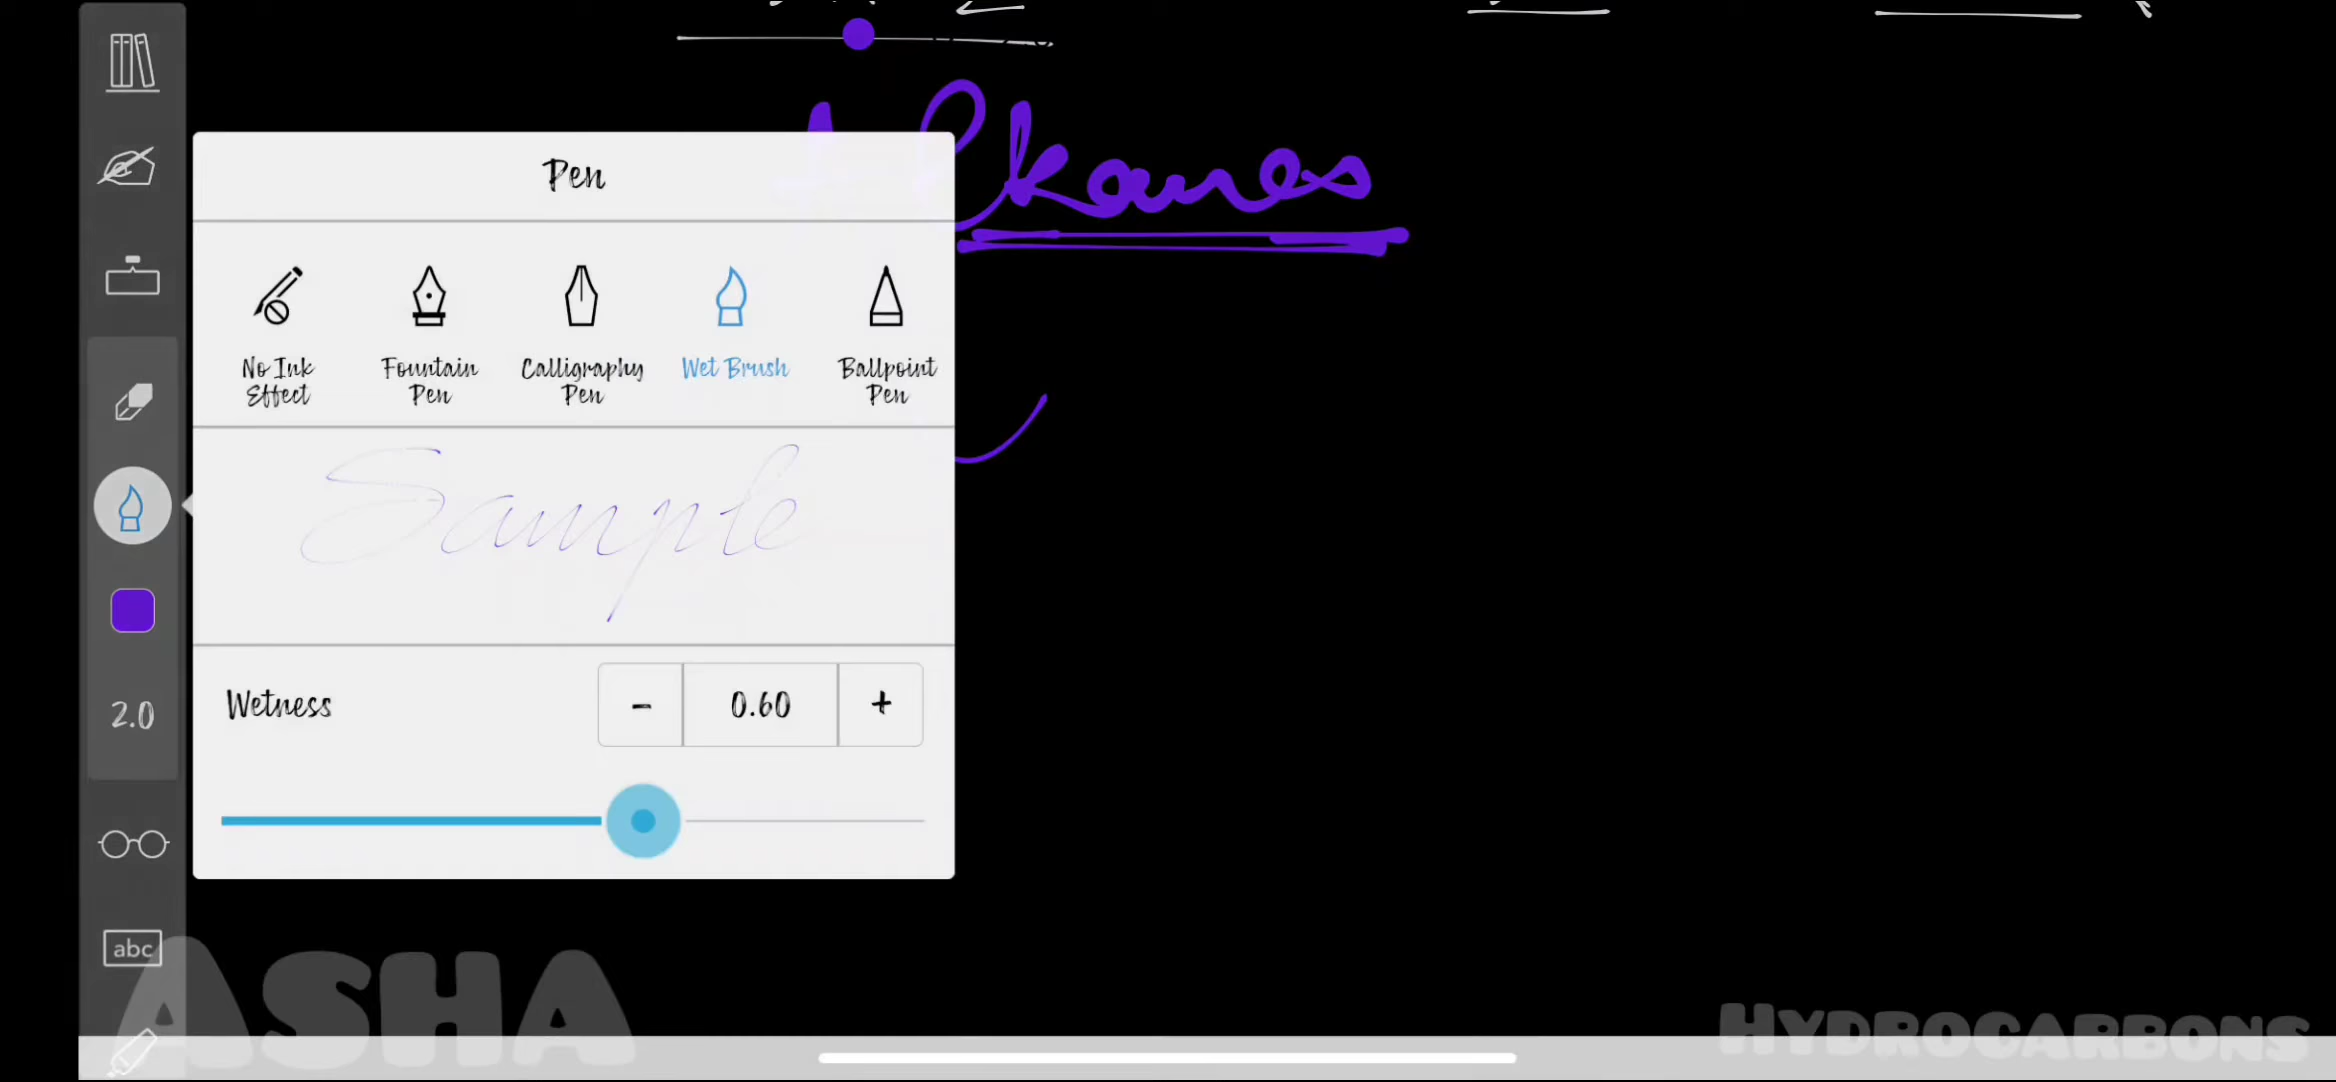 Alkanes
Pen
No Ink Effect
Fountain Pen
Calligraphy Pen
Wet Brush
Ballpoint Pen
Sample
2.0
Wetness
-
0.60
+
abc
ASHA
HYDROCARBONS